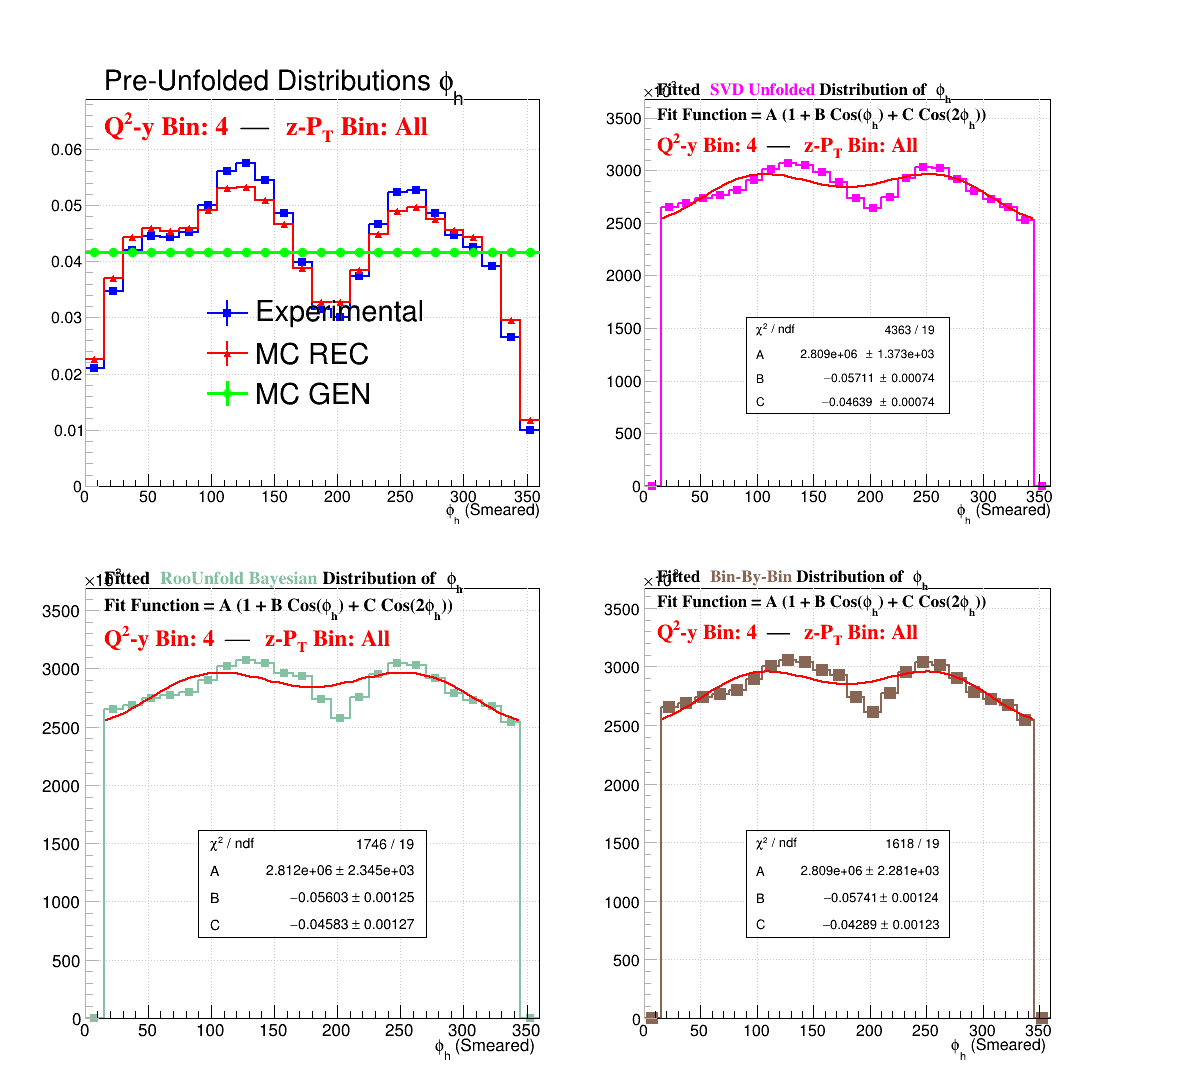 Pre-Unfolded Distributions ϕh
Q²-y Bin: 4 — z-PT Bin: All
0.06
0.05
0.04
0.03
0.02
0.01
0
Experimental
MC REC
MC GEN
0 50 100 150 200 250 300 350
ϕh (Smeared)
Fitted SVD Unfolded Distribution of ϕh
Fit Function = A (1 + B Cos(ϕh) + C Cos(2ϕh))
Q²-y Bin: 4 — z-PT Bin: All
3500
3000
2500
2000
1500
1000
500
0
χ² / ndf 4363 / 19
A 2.809e+06 ± 1.373e+03
B −0.05711 ± 0.00074
C −0.04639 ± 0.00074
0 50 100 150 200 250 300 350
ϕh (Smeared)
Fitted RooUnfold Bayesian Distribution of ϕh
Fit Function = A (1 + B Cos(ϕh) + C Cos(2ϕh))
Q²-y Bin: 4 — z-PT Bin: All
3500
3000
2500
2000
1500
1000
500
0
χ² / ndf 1746 / 19
A 2.812e+06 ± 2.345e+03
B −0.05603 ± 0.00125
C −0.04583 ± 0.00127
0 50 100 150 200 250 300 350
ϕh (Smeared)
Fitted Bin-By-Bin Distribution of ϕh
Fit Function = A (1 + B Cos(ϕh) + C Cos(2ϕh))
Q²-y Bin: 4 — z-PT Bin: All
3500
3000
2500
2000
1500
1000
500
0
χ² / ndf 1618 / 19
A 2.809e+06 ± 2.281e+03
B −0.05741 ± 0.00124
C −0.04289 ± 0.00123
0 50 100 150 200 250 300 350
ϕh (Smeared)